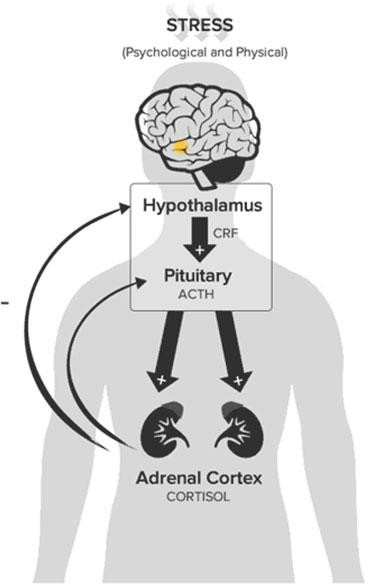 STRESS
(Psychological and Physical)
Hypothalamus
CRF
+
Pituitary
ACTH
-
+ +
Adrenal Cortex
CORTISOL